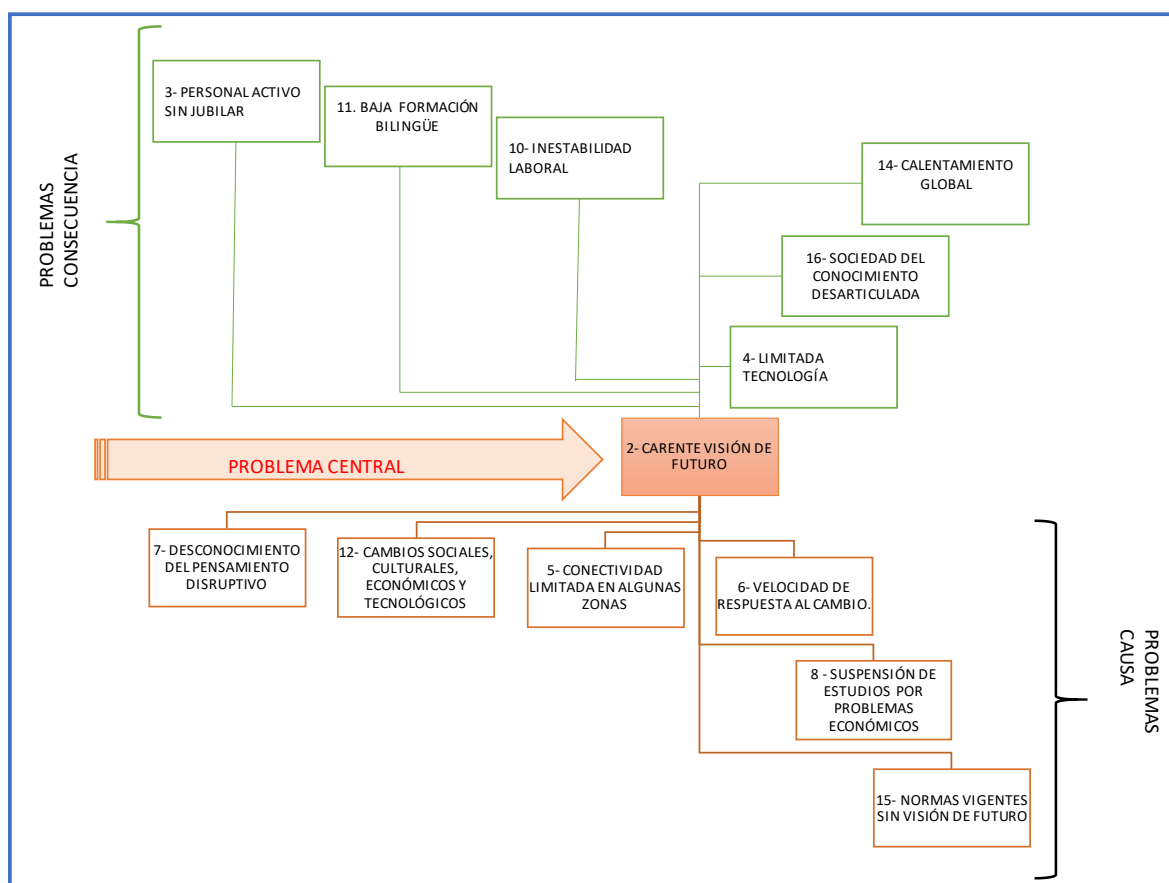 PROBLEMAS
CONSECUENCIA
3- PERSONAL ACTIVO
SIN JUBILAR
11. BAJA FORMACIÓN
BILINGÜE
10- INESTABILIDAD
LABORAL
14- CALENTAMIENTO
GLOBAL
16- SOCIEDAD DEL
CONOCIMIENTO
DESARTICULADA
4- LIMITADA
TECNOLOGÍA
PROBLEMA CENTRAL
2- CARENTE VISIÓN DE
FUTURO
7- DESCONOCIMIENTO
DEL PENSAMIENTO
DISRUPTIVO
12- CAMBIOS SOCIALES,
CULTURALES,
ECONÓMICOS Y
TECNOLÓGICOS
5- CONECTIVIDAD
LIMITADA EN ALGUNAS
ZONAS
6- VELOCIDAD DE
RESPUESTA AL CAMBIO.
8 - SUSPENSIÓN DE
ESTUDIOS POR
PROBLEMAS
ECONÓMICOS
15- NORMAS VIGENTES
SIN VISIÓN DE FUTURO
PROBLEMAS
CAUSA